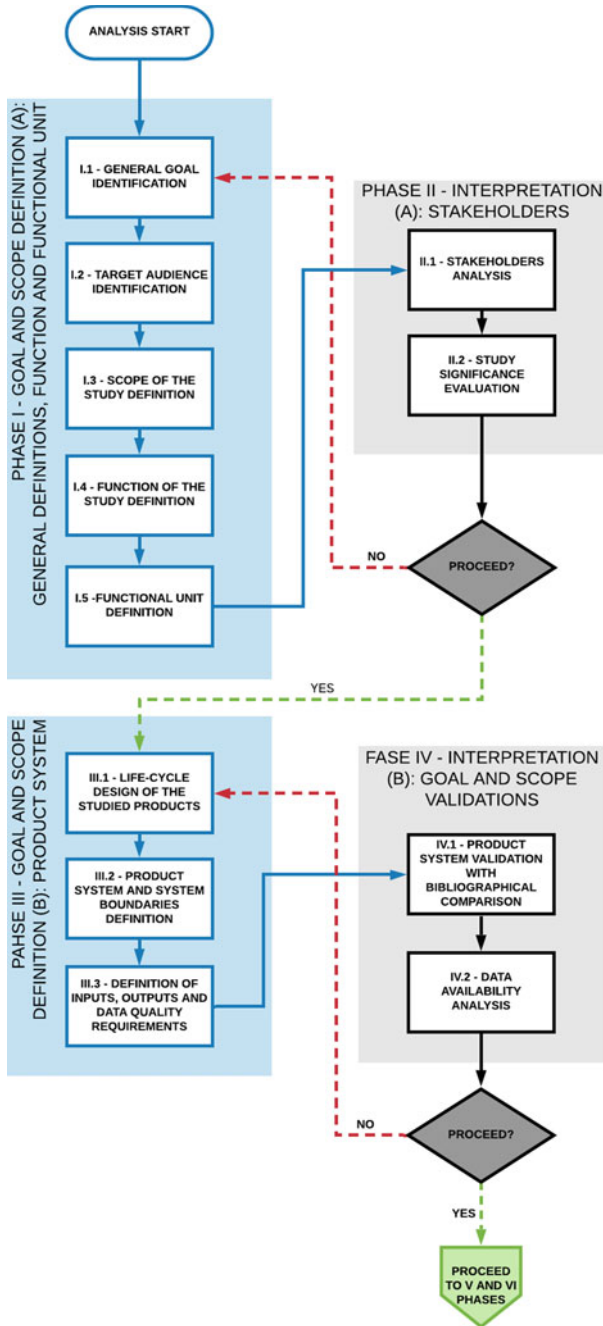 ANALYSIS START
PHASE I - GOAL AND SCOPE DEFINITION (A):
GENERAL DEFINITIONS, FUNCTION AND FUNCTIONAL UNIT
I.1 - GENERAL GOAL
IDENTIFICATION
I.2 - TARGET AUDIENCE
IDENTIFICATION
I.3 - SCOPE OF THE
STUDY DEFINITION
I.4 - FUNCTION OF THE
STUDY DEFINITION
I.5 -FUNCTIONAL UNIT
DEFINITION
PHASE II - INTERPRETATION
(A): STAKEHOLDERS
II.1 - STAKEHOLDERS
ANALYSIS
II.2 - STUDY
SIGNIFICANCE
EVALUATION
NO
PROCEED?
YES
PAHSE III - GOAL AND SCOPE
DEFINITION (B): PRODUCT SYSTEM
III.1 - LIFE-CYCLE
DESIGN OF THE
STUDIED PRODUCTS
III.2 - PRODUCT
SYSTEM AND SYSTEM
BOUNDARIES
DEFINITION
III.3 - DEFINITION OF
INPUTS, OUTPUTS AND
DATA QUALITY
REQUIREMENTS
FASE IV - INTERPRETATION
(B): GOAL AND SCOPE
VALIDATIONS
IV.1 - PRODUCT
SYSTEM VALIDATION
WITH
BIBLIOGRAPHICAL
COMPARISON
IV.2 - DATA
AVAILABILITY
ANALYSIS
NO
PROCEED?
YES
PROCEED
TO V AND VI
PHASES